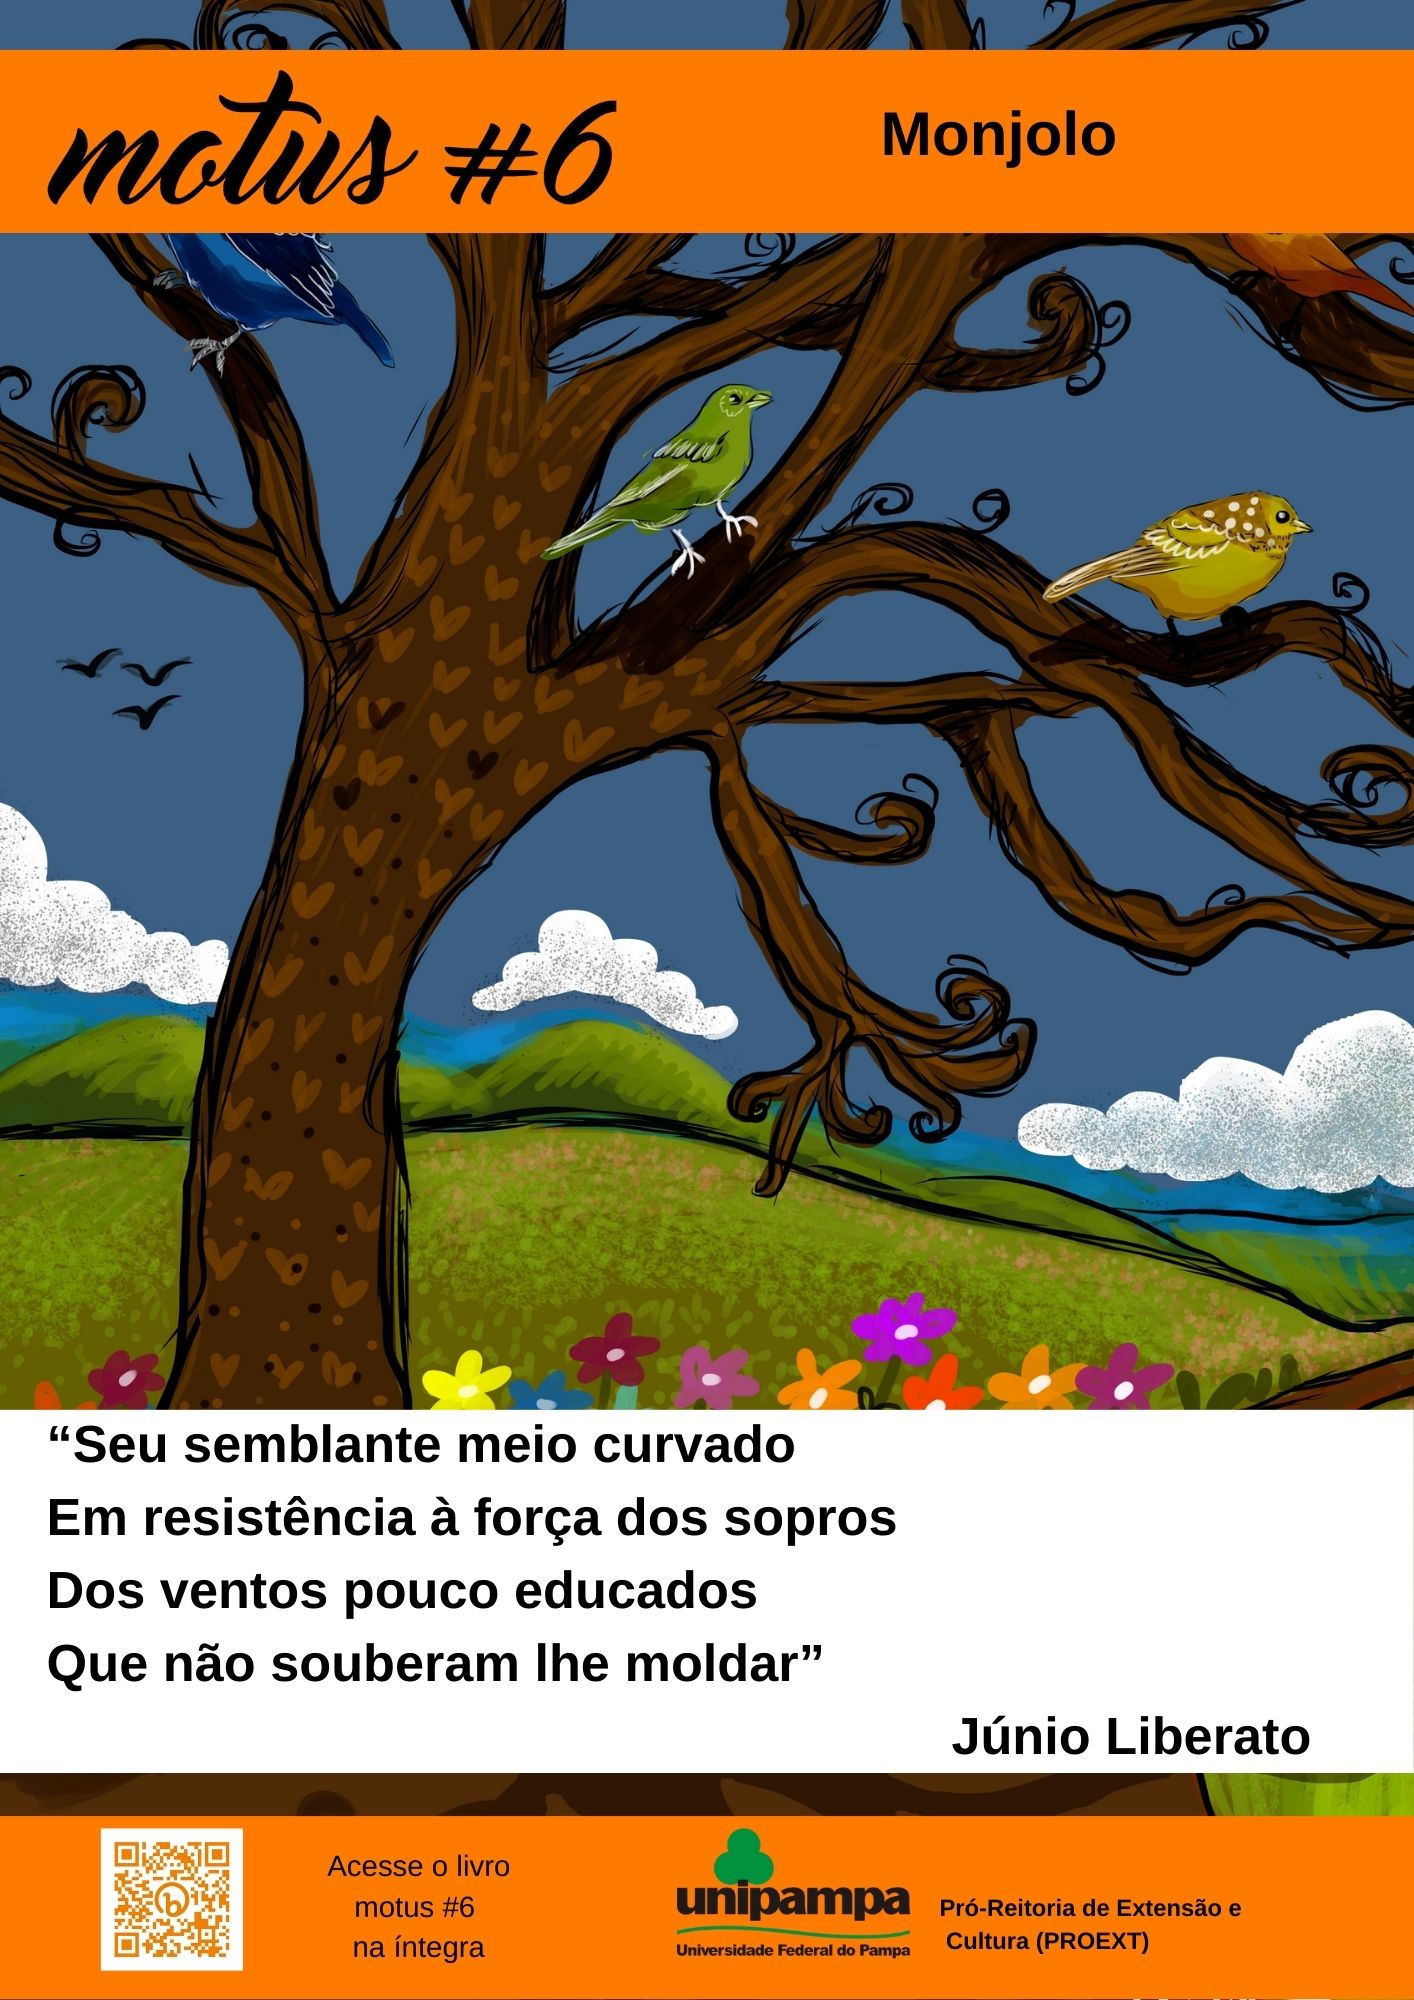 motus #6
Monjolo
“Seu semblante meio curvado
Em resistência à força dos sopros
Dos ventos pouco educados
Que não souberam lhe moldar”
Júnio Liberato
Acesse o livro
motus #6
na íntegra
unipampa
Universidade Federal do Pampa
Pró-Reitoria de Extensão e
Cultura (PROEXT)